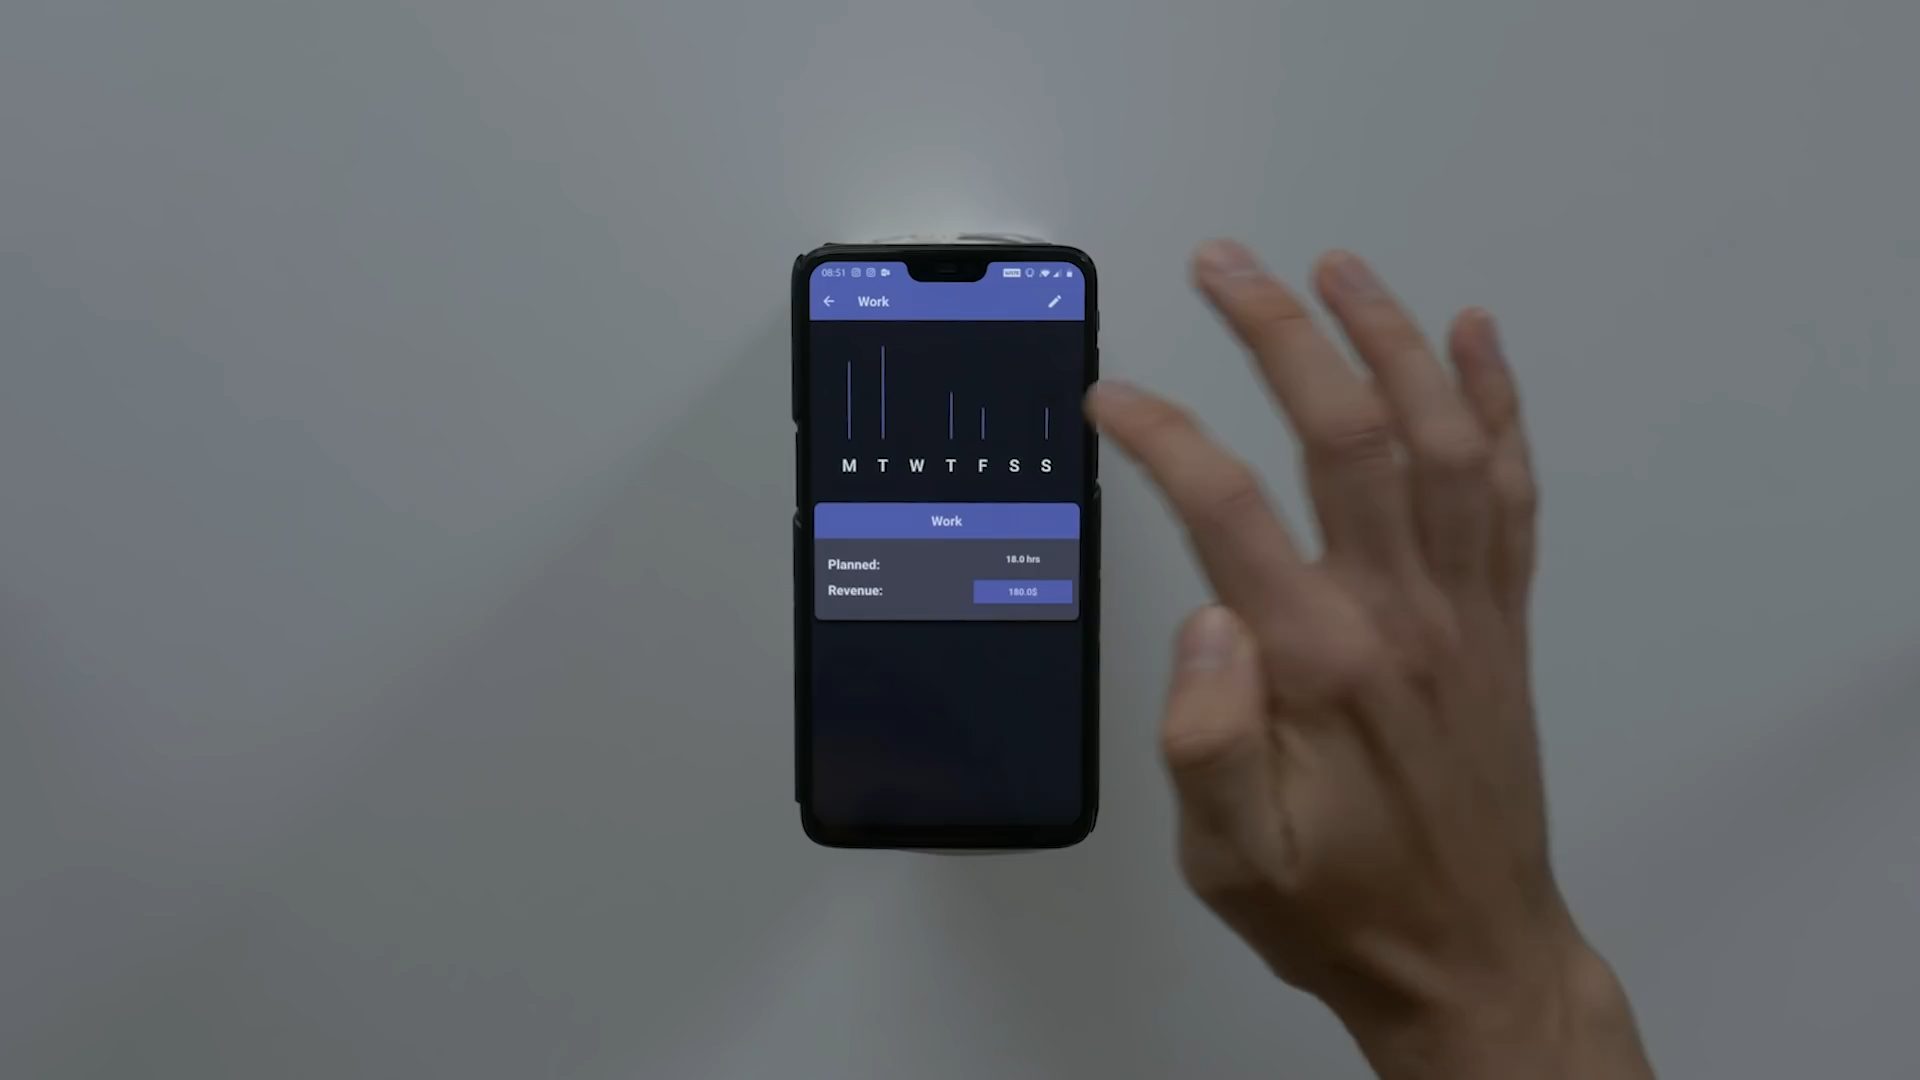 08:51
Work
M T W T F S S
Work
Planned: 18.0 hrs
Revenue: 180.0$